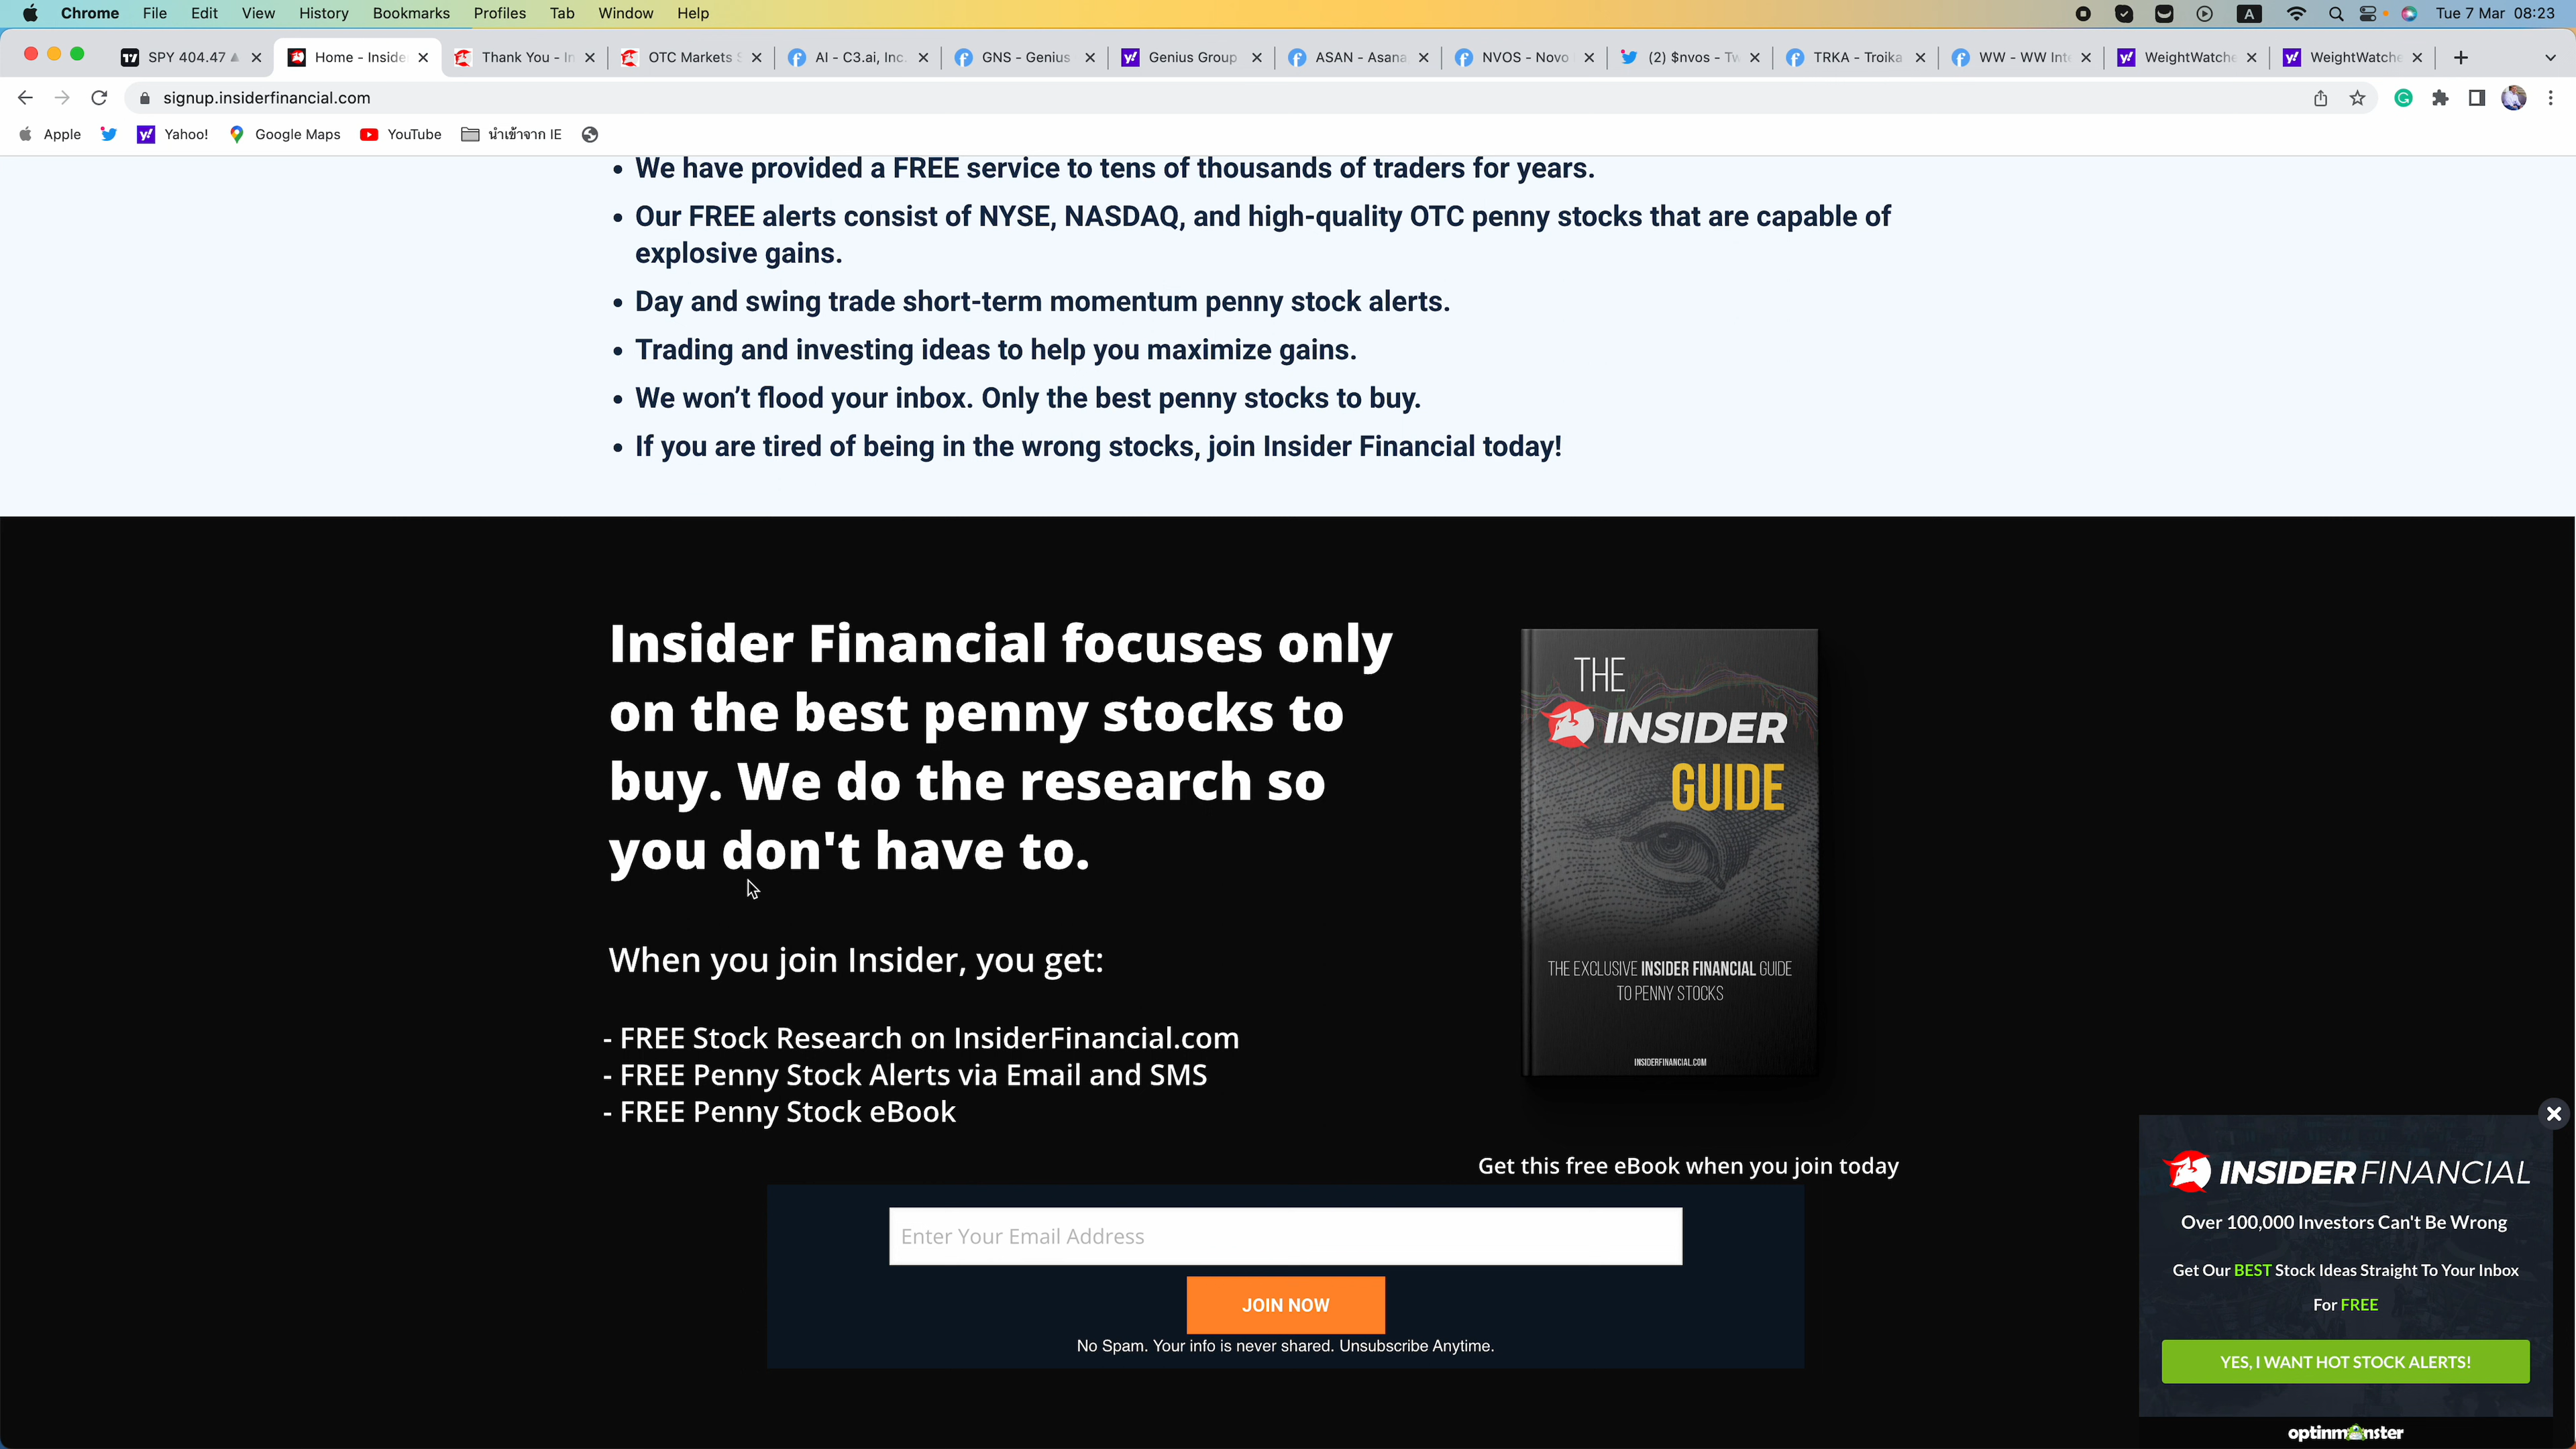 Chrome File Edit View History Bookmarks Profiles Tab Window Help A Tue 7 Mar 08:23
SPY 404.47 Home - Inside Thank You - In OTC Markets S AI - C3.ai, Inc. GNS - Genius Genius Group ASAN - Asana, NVOS - Novo (2) $nvos - Tw TRKA - Troika WW - WW Inte WeightWatche WeightWatche
signup.insiderfinancial.com
Apple Yahoo! Google Maps YouTube นำเข้าจาก IE
• We have provided a FREE service to tens of thousands of traders for years.
• Our FREE alerts consist of NYSE, NASDAQ, and high-quality OTC penny stocks that are capable of
explosive gains.
• Day and swing trade short-term momentum penny stock alerts.
• Trading and investing ideas to help you maximize gains.
• We won’t flood your inbox. Only the best penny stocks to buy.
• If you are tired of being in the wrong stocks, join Insider Financial today!
Insider Financial focuses only
on the best penny stocks to
buy. We do the research so
you don't have to.
When you join Insider, you get:
- FREE Stock Research on InsiderFinancial.com
- FREE Penny Stock Alerts via Email and SMS
- FREE Penny Stock eBook
THE
INSIDER
GUIDE
THE EXCLUSIVE INSIDER FINANCIAL GUIDE
TO PENNY STOCKS
INSIDERFINANCIAL.COM
Get this free eBook when you join today
Enter Your Email Address
JOIN NOW
No Spam. Your info is never shared. Unsubscribe Anytime.
INSIDER FINANCIAL
Over 100,000 Investors Can't Be Wrong
Get Our BEST Stock Ideas Straight To Your Inbox
For FREE
YES, I WANT HOT STOCK ALERTS!
optinmonster